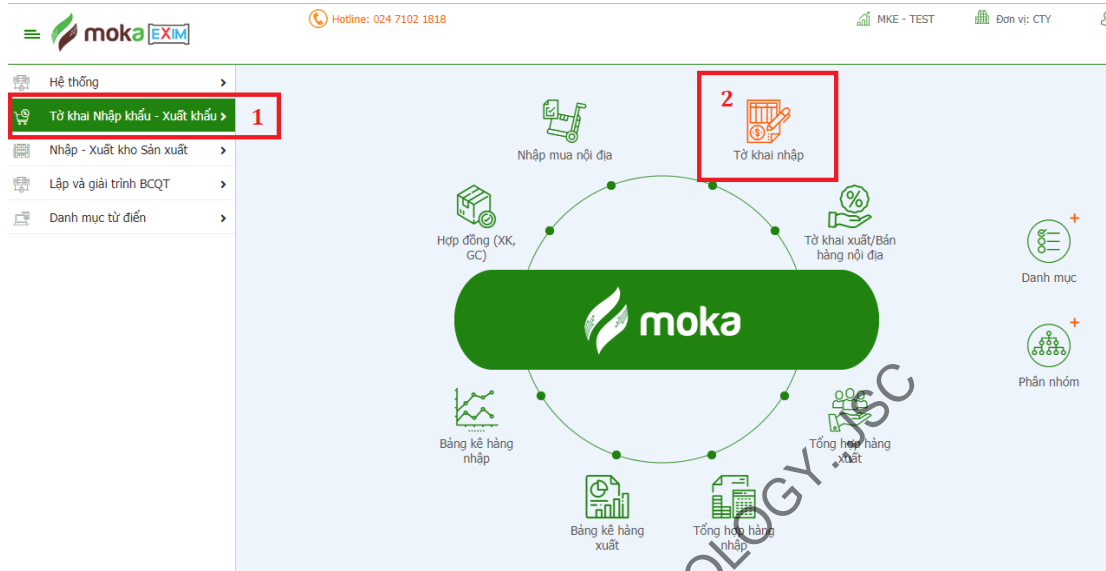 Hotline: 024 7102 1818
MKE - TEST
Đơn vị: CTY
moka EXIM
Hệ thống
Tờ khai Nhập khẩu - Xuất khẩu
1
Nhập - Xuất kho Sản xuất
Lập và giải trình BCQT
Danh mục từ điển
2
Nhập mua nội địa
Tờ khai nhập
Hợp đồng (XK,
GC)
Tờ khai xuất/Bán
hàng nội địa
Danh mục
moka
Phân nhóm
Bảng kê hàng
nhập
Tổng hợp hàng
xuất
Bảng kê hàng
xuất
Tổng hợp hàng
nhập
OLOGY.,JSC